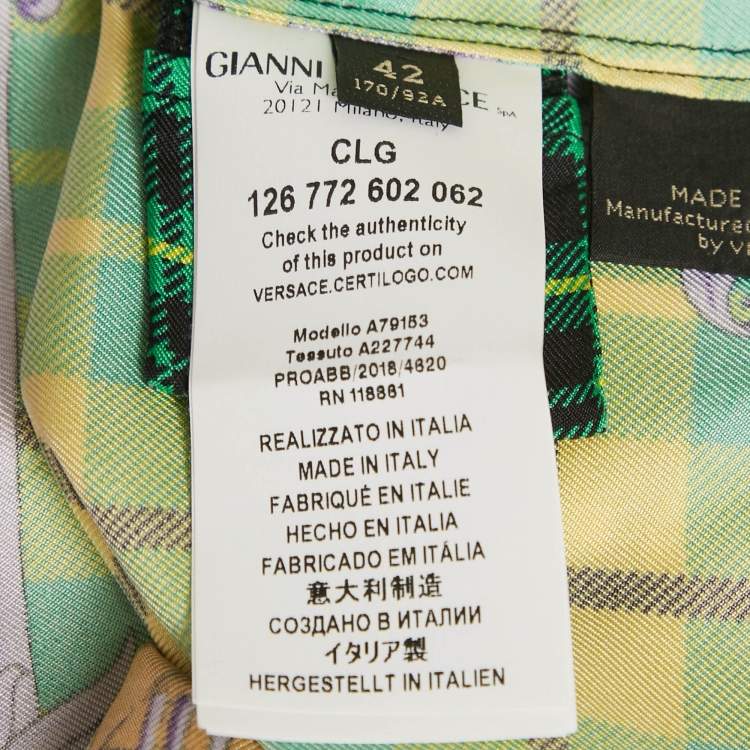 42
170/92A
GIANNI
Via
20121 Milano, Italy
SpA
CLG
126 772 602 062
Check the authenticity
of this product on
VERSACE.CERTILOGO.COM
Modello A79153
Tessuto A227744
PROABB/2018/4620
RN 118861
REALIZZATO IN ITALIA
MADE IN ITALY
FABRIQUÉ EN ITALIE
HECHO EN ITALIA
FABRICADO EM ITÁLIA
意大利制造
СОЗДАНО В ИТАЛИИ
イタリア製
HERGESTELLT IN ITALIEN
MADE
Manufactured
by